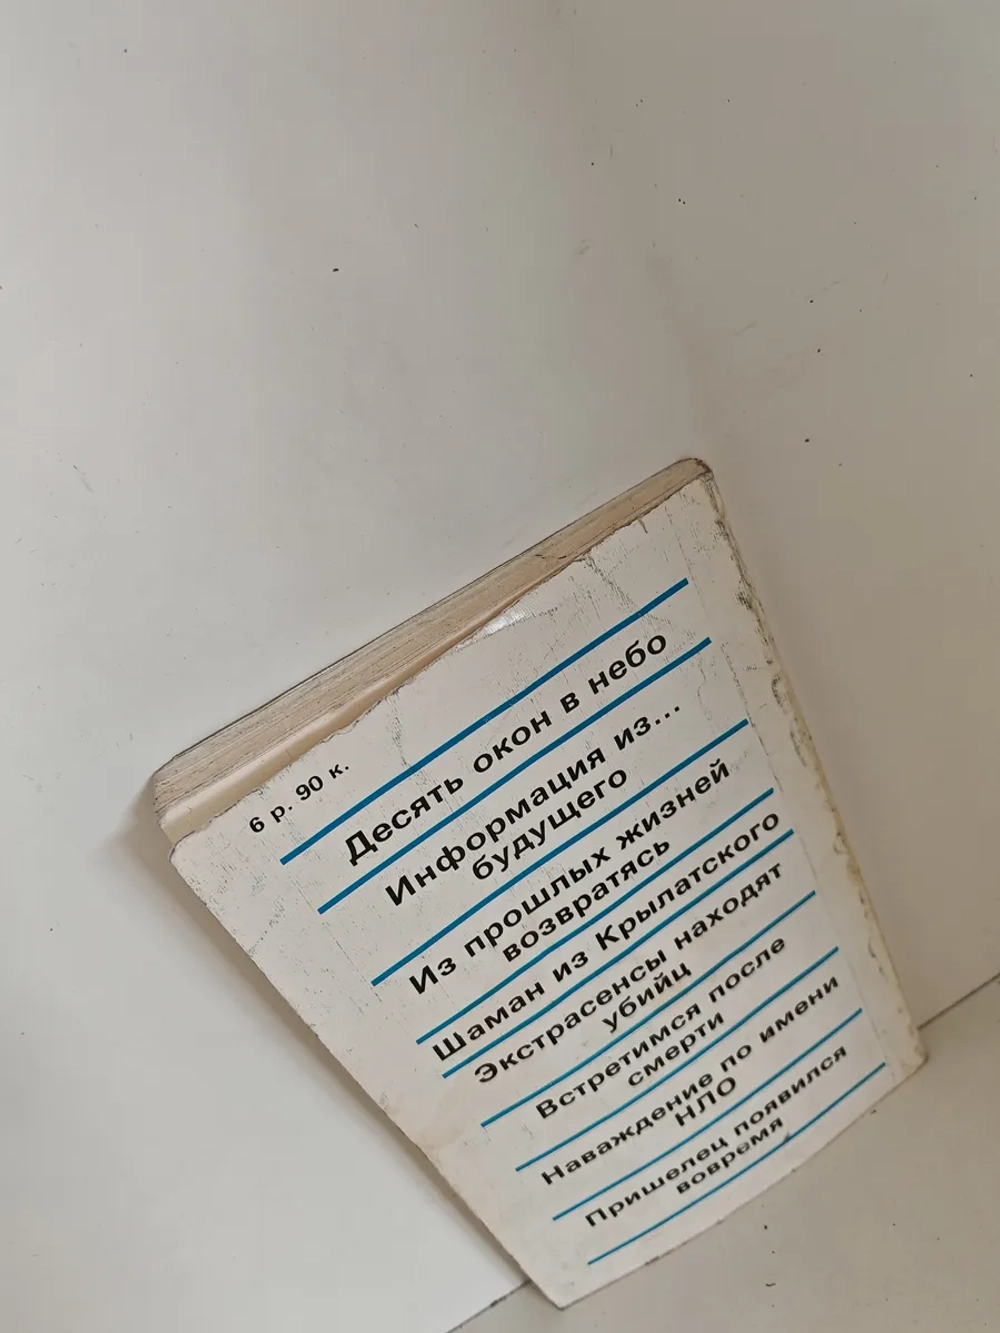 6 р. 90 к.
Десять окон в небо
Информация из...
будущего
Из прошлых жизней
возвратясь
Шаман из Крылатского
Экстрасенсы находят
убийц
Встретимся после
смерти
Наваждение по имени
НЛО
Пришелец появился
вовремя